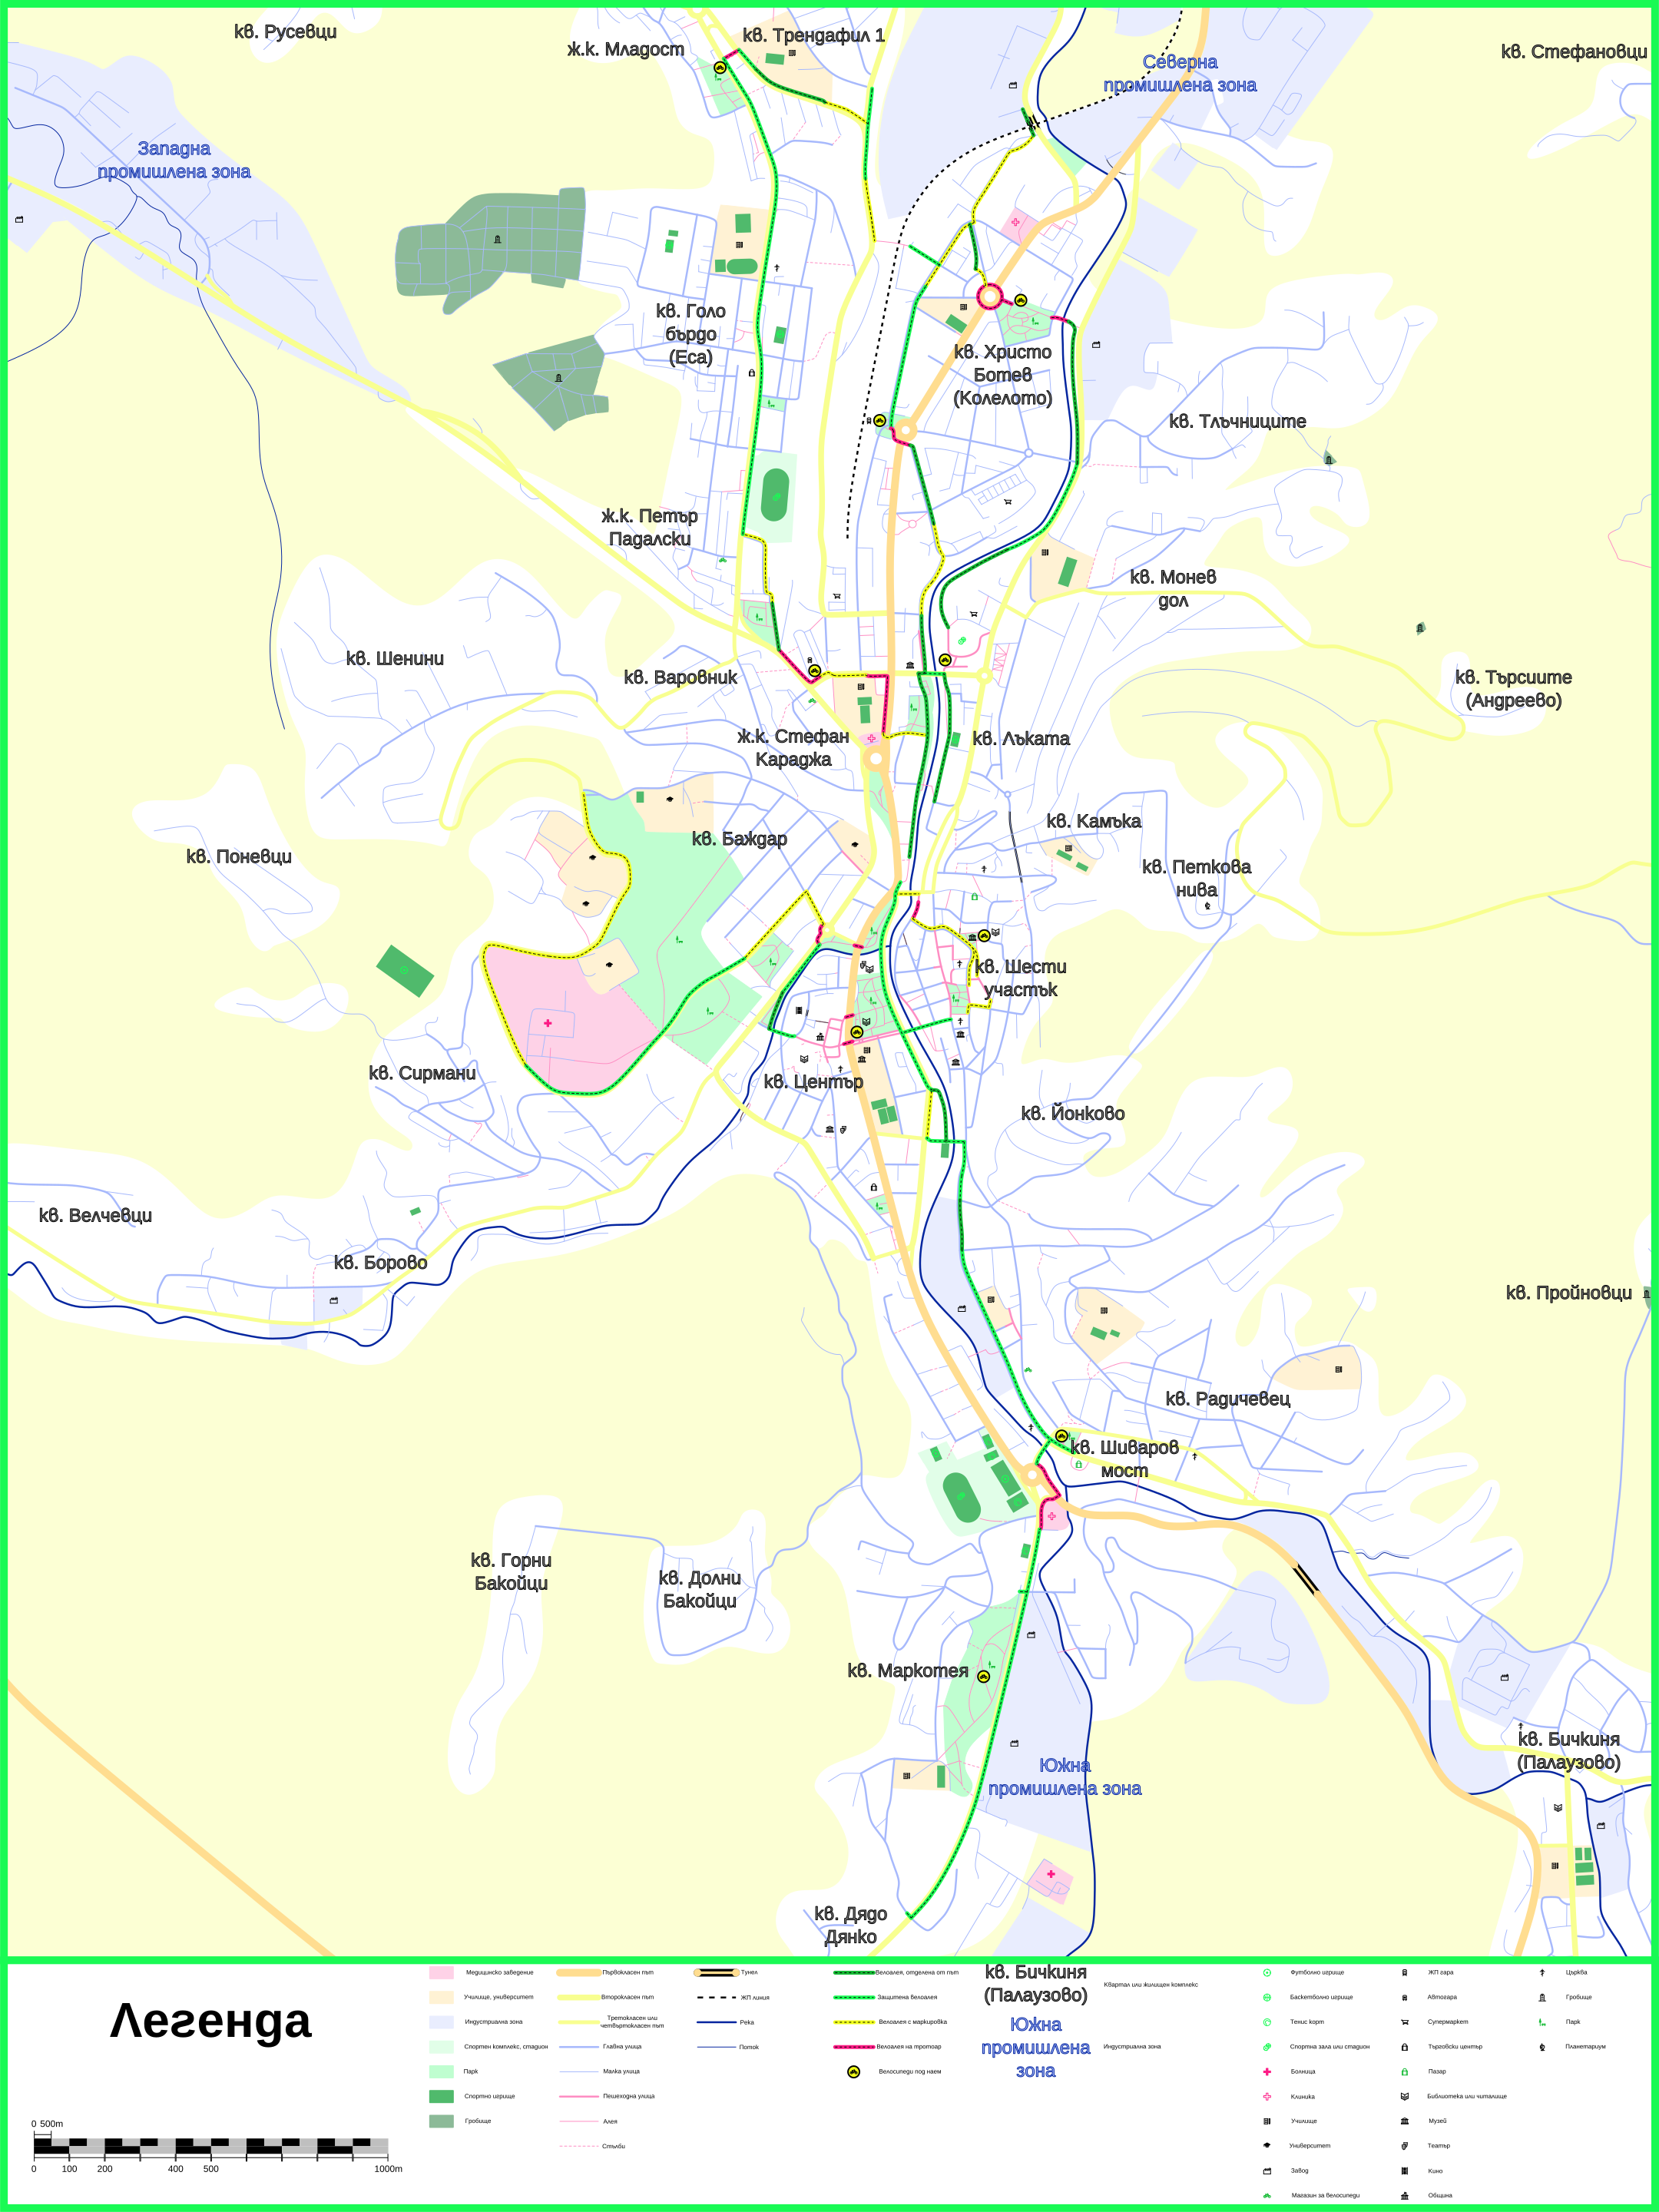 кв. Русевци
ж.к. Младост
кв. Трендафил 1
Северна
промишлена зона
кв. Стефановци
Западна
промишлена зона
кв. Голо
бърдо
(Еса)
кв. Христо
Ботев
(Колелото)
кв. Тлъчниците
ж.к. Петър
Падалски
кв. Монев
дол
кв. Шенини
кв. Варовник
кв. Търсиите
(Андреево)
ж.к. Стефан
Караджа
кв. Лъката
кв. Баждар
кв. Камъка
кв. Поневци
кв. Петкова
нива
кв. Шести
участък
кв. Сирмани
кв. Център
кв. Йонково
кв. Велчевци
кв. Борово
кв. Пройновци
кв. Радичевец
кв. Шиваров
мост
кв. Горни
Бакойци
кв. Долни
Бакойци
кв. Маркотея
кв. Бичкиня
(Палаузово)
Южна
промишлена зона
кв. Дядо
Дянко
Легенда
0 500m
0 100 200 400 500 1000m
Медицинско заведение
Училище, университет
Индустриална зона
Спортен комплекс, стадион
Парк
Спортно игрище
Гробище
Първокласен път
Второкласен път
Третокласен или
четвъртокласен път
Главна улица
Малка улица
Пешеходна улица
Алея
Стълби
Тунел
ЖП линия
Река
Поток
Велоалея, отделена от път
Защитена велоалея
Велоалея с маркировка
Велоалея на тротоар
Велосипеди под наем
кв. Бичкиня
(Палаузово)
Квартал или жилищен комплекс
Южна
промишлена
зона
Индустриална зона
Футболно игрище
Баскетболно игрище
Тенис корт
Спортна зала или стадион
Болница
Клиника
Училище
Университет
Завод
Магазин за велосипеди
ЖП гара
Автогара
Супермаркет
Търговски център
Пазар
Библиотека или читалище
Музей
Театър
Кино
Община
Църква
Гробище
Парк
Планетариум